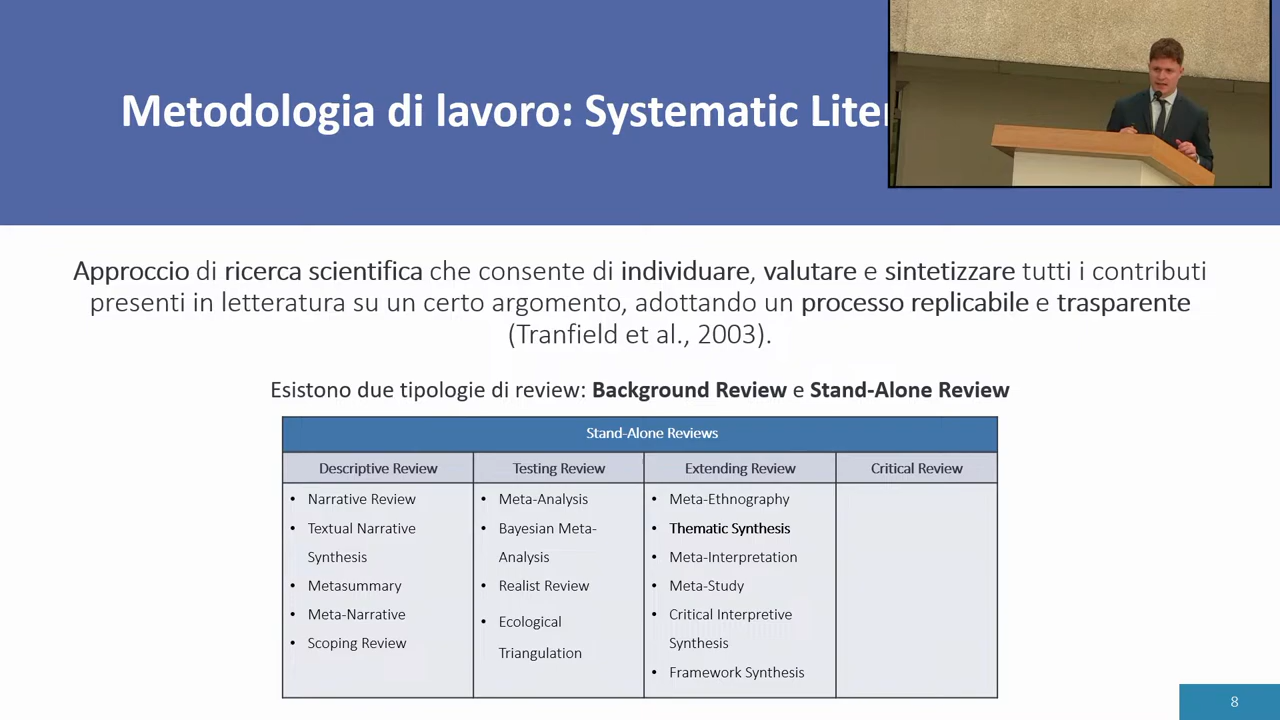 Metodologia di lavoro: Systematic
Approccio di ricerca scientifica che consente di individuare, valutare e sintetizzare tutti i contributi
presenti in letteratura su un certo argomento, adottando un processo replicabile e trasparente
(Tranfield et al., 2003).
Esistono due tipologie di review: Background Review e Stand-Alone Review
Stand-Alone Reviews
Descriptive Review
• Narrative Review
• Textual Narrative
Synthesis
• Metasummary
• Meta-Narrative
• Scoping Review
Testing Review
• Meta-Analysis
• Bayesian Meta-
Analysis
• Realist Review
• Ecological
Triangulation
Extending Review
• Meta-Ethnography
• Thematic Synthesis
• Meta-Interpretation
• Meta-Study
• Critical Interpretive
Synthesis
• Framework Synthesis
Critical Review
8